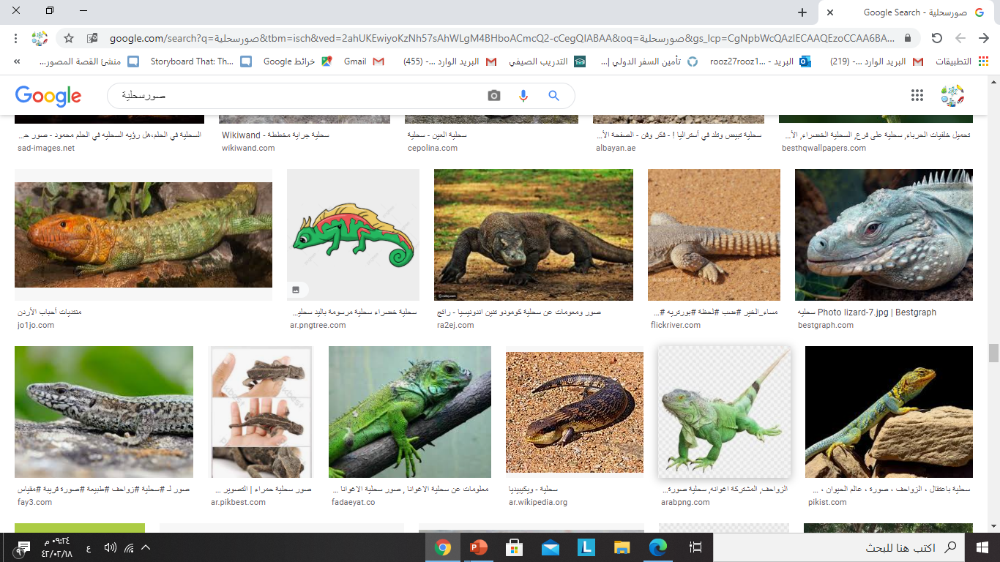 صورسحلية - Google Search
google.com/search?q=صورسحلية&tbm=isch&ved=2ahUKEwiyoKzNh57sAhWLgM4BHboACmcQ2-cCegQIABAA&oq=صورسحلية&gs_lcp=CgNpbWcQAzIECAAQEzoCCAA6BA...
التطبيقات
البريد الوارد -... (219)
البريد - rooz27rooz1...
تأمين السفر الدولي |...
التدريب الصيفي
البريد الوارد -... (455)
Gmail
خرائط Google
Storyboard That: Th...
منشئ القصة المصور...
»
Google
صورسحلية
تحميل خلفيات الحرباء, سحلية على فرع, السحلية الخضراء, الأ...
besthqwallpapers.com
سحلية تبيض وتلد في أستراليا ! - فكر وفن - الصفحة الأ...
albayan.ae
سحلية العين - سحلية
cepolina.com
سحلية جراية مخططة - Wikiwand
wikiwand.com
السحلية في الحلم،هل رؤيه السحليه في الحلم محمود - صور ح...
sad-images.net
سحليه Photo lizard-7.jpg | Bestgraph
bestgraph.com
مساء_الخير #ضب #لحظة #بورتريه #...
flickriver.com
صور ومعومات عن سحلية كومودو تنين اندونيسيا - رائج
ra2ej.com
سحلية خضراء سحلية مرسومة باليد سحلي...
ar.pngtree.com
منتديات أحباب الأردن
jo1jo.com
سحلية باعتقال ، الزواحف ، صورة ، عالم الحيوان ، ...
pikist.com
الزواحف, المشتركة اغوانه, سحلية صورة...
arabpng.com
سحلية - ويكيبيديا
ar.wikipedia.org
معلومات عن سحلية الاغوانا , صور سحلية الاغوانا ...
fadaeyat.co
صور سحلية حمراء | التصوير ...
ar.pikbest.com
صور لـ #سحلية #زواحف #طبيعة #صورة قريبة #مقياس
fay3.com
اكتب هنا للبحث
ع
٠٩:٢٤ م
٤٢/٠٢/١٨
٩